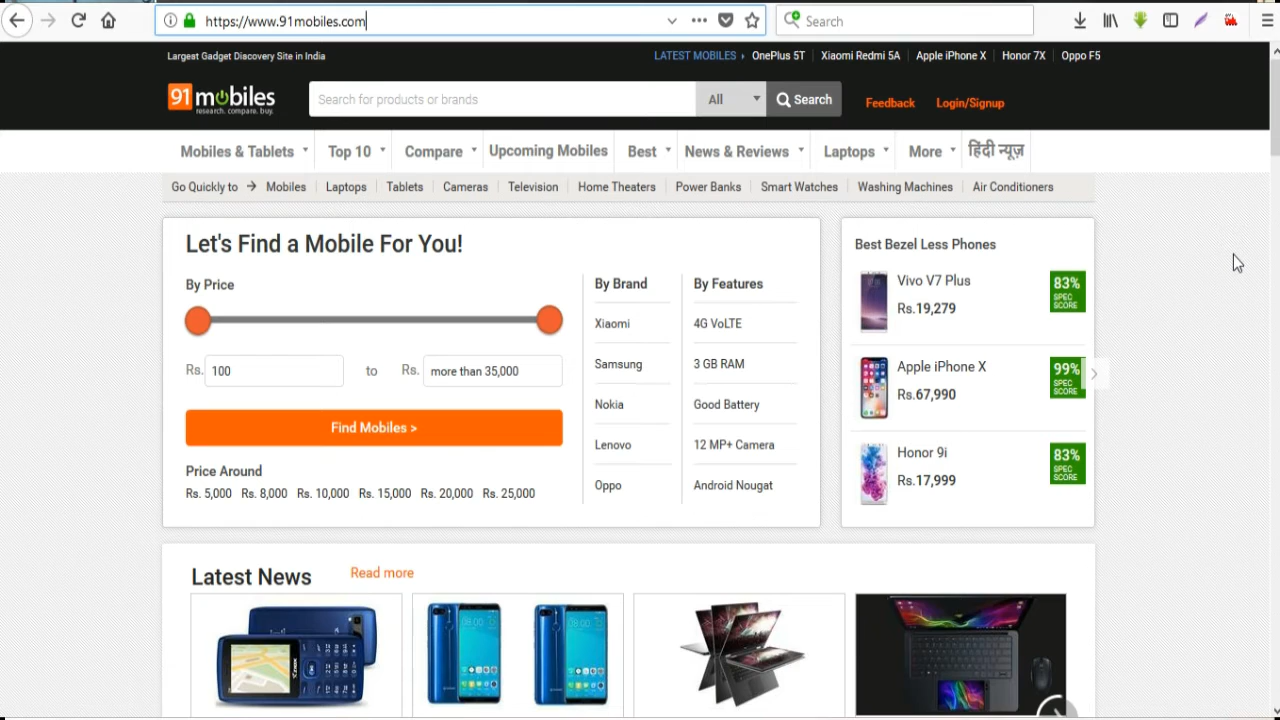 https://www.91mobiles.com
Search
Largest Gadget Discovery Site in India
LATEST MOBILES
OnePlus 5T
Xiaomi Redmi 5A
Apple iPhone X
Honor 7X
Oppo F5
91 mobiles
research. compare. buy.
Search for products or brands
All
Search
Feedback
Login/Signup
Mobiles & Tablets
Top 10
Compare
Upcoming Mobiles
Best
News & Reviews
Laptops
More
हिंदी न्यूज़
Go Quickly to
Mobiles
Laptops
Tablets
Cameras
Television
Home Theaters
Power Banks
Smart Watches
Washing Machines
Air Conditioners
Let's Find a Mobile For You!
By Price
Rs. 100 to Rs. more than 35,000
Find Mobiles >
Price Around
Rs. 5,000 Rs. 8,000 Rs. 10,000 Rs. 15,000 Rs. 20,000 Rs. 25,000
By Brand
Xiaomi
Samsung
Nokia
Lenovo
Oppo
By Features
4G VoLTE
3 GB RAM
Good Battery
12 MP+ Camera
Android Nougat
Best Bezel Less Phones
Vivo V7 Plus
Rs.19,279
83%
SPEC
SCORE
Apple iPhone X
Rs.67,990
99%
SPEC
SCORE
Honor 9i
Rs.17,999
83%
SPEC
SCORE
Latest News
Read more